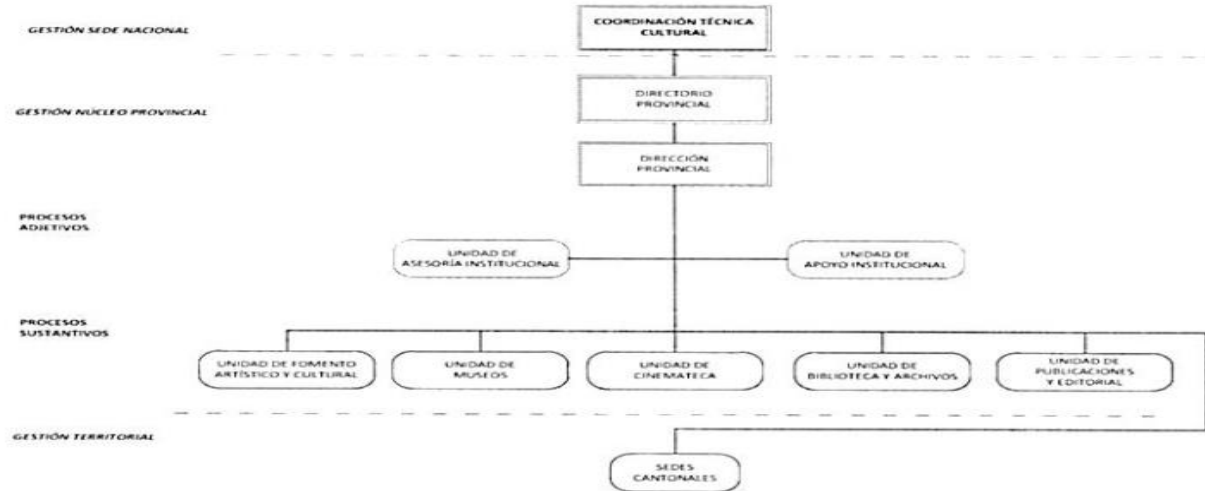 COORDINACIÓN TÉCNICA
CULTURAL
GESTIÓN SEDE NACIONAL
DIRECTORIO
PROVINCIAL
GESTIÓN NÚCLEO PROVINCIAL
DIRECCIÓN
PROVINCIAL
PROCESOS
ADJETIVOS
UNIDAD DE
ASESORÍA INSTITUCIONAL
UNIDAD DE
APOYO INSTITUCIONAL
PROCESOS
SUSTANTIVOS
UNIDAD DE FOMENTO
ARTÍSTICO Y CULTURAL
UNIDAD DE
MUSEOS
UNIDAD DE
CINEMATECA
UNIDAD DE
BIBLIOTECA Y ARCHIVOS
UNIDAD DE
PUBLICACIONES
Y EDITORIAL
GESTIÓN TERRITORIAL
SEDES
CANTONALES